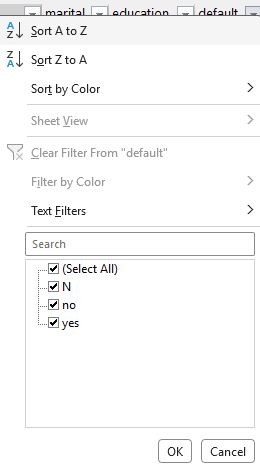 marital education default
Sort A to Z
Sort Z to A
Sort by Color
Sheet View
Clear Filter From "default"
Filter by Color
Text Filters
Search
(Select All)
N
no
yes
OK Cancel